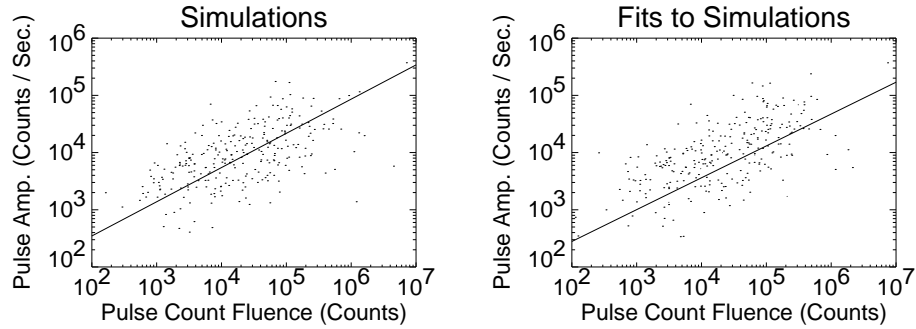 Simulations
Pulse Amp. (Counts / Sec.)
10^6
10^5
10^4
10^3
10^2
10^2 10^3 10^4 10^5 10^6 10^7
Pulse Count Fluence (Counts)
Fits to Simulations
Pulse Amp. (Counts / Sec.)
10^6
10^5
10^4
10^3
10^2
10^2 10^3 10^4 10^5 10^6 10^7
Pulse Count Fluence (Counts)